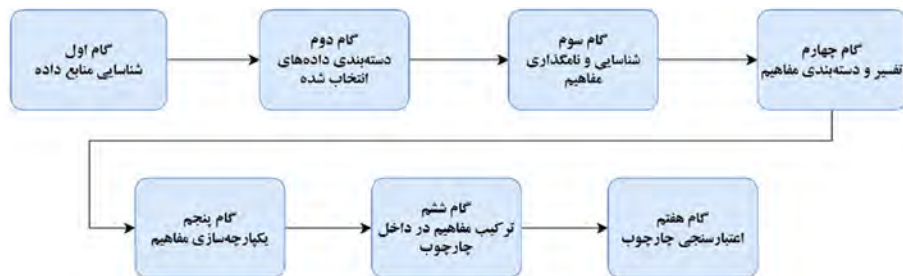 گام اول
شناسایی منابع داده
گام دوم
دسته‌بندی داده‌های
انتخاب شده
گام سوم
شناسایی و نامگذاری
مفاهیم
گام چهارم
تفسیر و دسته‌بندی مفاهیم
گام پنجم
یکپارچه‌سازی مفاهیم
گام ششم
ترکیب مفاهیم در داخل
چارچوب
گام هفتم
اعتبارسنجی چارچوب